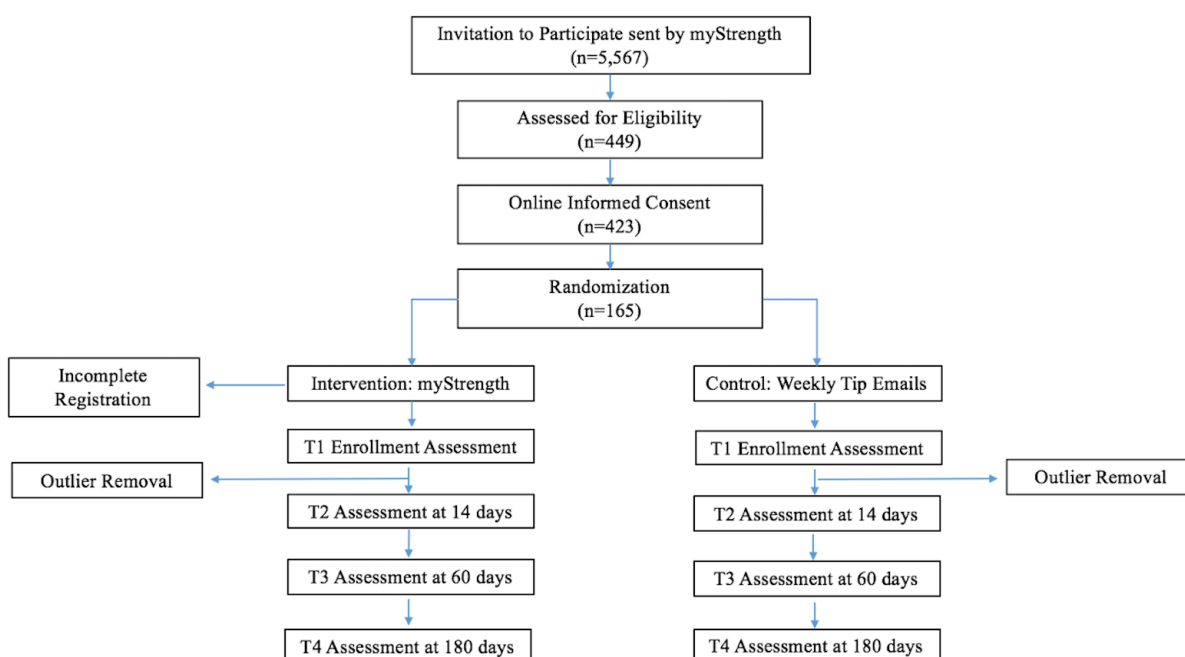 Invitation to Participate sent by myStrength
(n=5,567)
Assessed for Eligibility
(n=449)
Online Informed Consent
(n=423)
Randomization
(n=165)
Incomplete
Registration
Intervention: myStrength
Control: Weekly Tip Emails
T1 Enrollment Assessment
T1 Enrollment Assessment
Outlier Removal
Outlier Removal
T2 Assessment at 14 days
T2 Assessment at 14 days
T3 Assessment at 60 days
T3 Assessment at 60 days
T4 Assessment at 180 days
T4 Assessment at 180 days